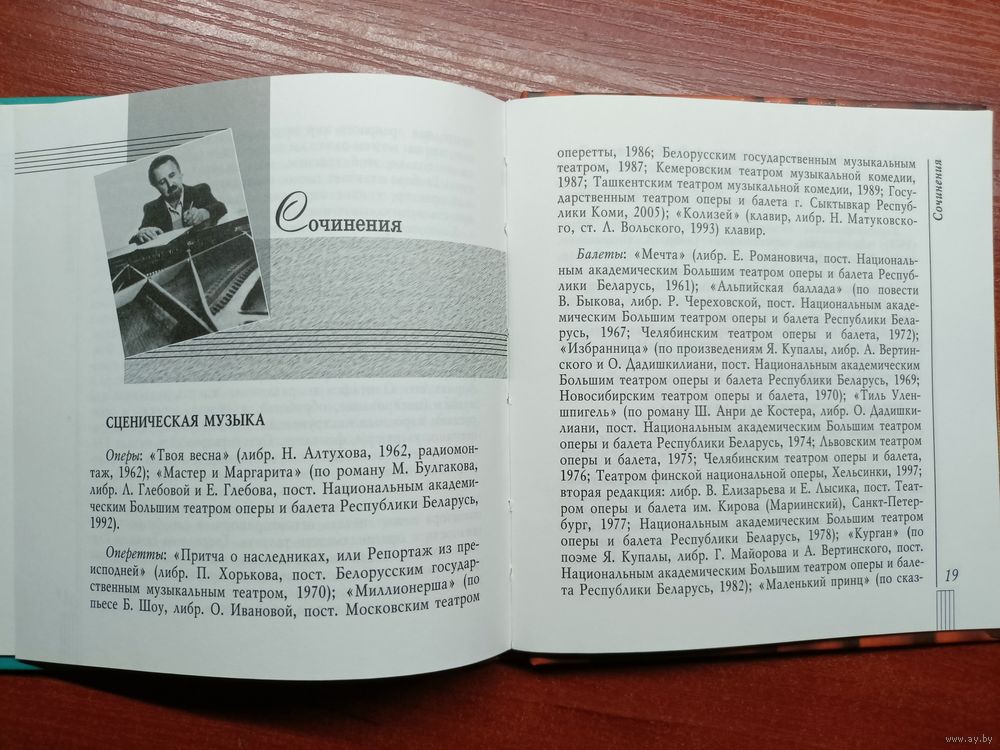 Сочинения
СЦЕНИЧЕСКАЯ МУЗЫКА
Оперы: «Твоя весна» (либр. Н. Алтухова, 1962, радиомон-
таж, 1962); «Мастер и Маргарита» (по роману М. Булгакова,
либр. Л. Глебовой и Е. Глебова, пост. Национальным академи-
ческим Большим театром оперы и балета Республики Беларусь,
1992).
Оперетты: «Притча о наследниках, или Репортаж из пре-
исподней» (либр. П. Хорькова, пост. Белорусским государ-
ственным музыкальным театром, 1970); «Миллионерша» (по
пьесе Б. Шоу, либр. О. Ивановой, пост. Московским театром
оперетты, 1986; Белорусским государственным музыкальным
театром, 1987; Кемеровским театром музыкальной комедии,
1987; Ташкентским театром музыкальной комедии, 1989; Госу-
дарственным театром оперы и балета г. Сыктывкар Респуб-
лики Коми, 2005); «Колизей» (клавир, либр. Н. Матуковско-
го, ст. Л. Вольского, 1993) клавир.
Балеты: «Мечта» (либр. Е. Романовича, пост. Националь-
ным академическим Большим театром оперы и балета Респуб-
лики Беларусь, 1961); «Альпийская баллада» (по повести
В. Быкова, либр. Р. Череховской, пост. Национальным акаде-
мическим Большим театром оперы и балета Республики Бела-
русь, 1967; Челябинским театром оперы и балета, 1972);
«Избранница» (по произведениям Я. Купалы, либр. А. Вертин-
ского и О. Дадишкилиани, пост. Национальным академическим
Большим театром оперы и балета Республики Беларусь, 1969;
Новосибирским театром оперы и балета, 1970); «Тиль Улен-
шпигель» (по роману Ш. Анри де Костера, либр. О. Дадишки-
лиани, пост. Национальным академическим Большим театром
оперы и балета Республики Беларусь, 1974; Львовским театром
оперы и балета, 1975; Челябинским театром оперы и балета,
1976; Театром финской национальной оперы, Хельсинки, 1997;
вторая редакция: либр. В. Елизарьева и Е. Лысика, пост. Теат-
ром оперы и балета им. Кирова (Мариинский), Санкт-Петер-
бург, 1977; Национальным академическим Большим театром
оперы и балета Республики Беларусь, 1978); «Курган» (по
поэме Я. Купалы, либр. Г. Майорова и А. Вертинского, пост.
Национальным академическим Большим театром оперы и бале-
та Республики Беларусь, 1982); «Маленький принц» (по сказ-
Сочинения
19
www.ay.by